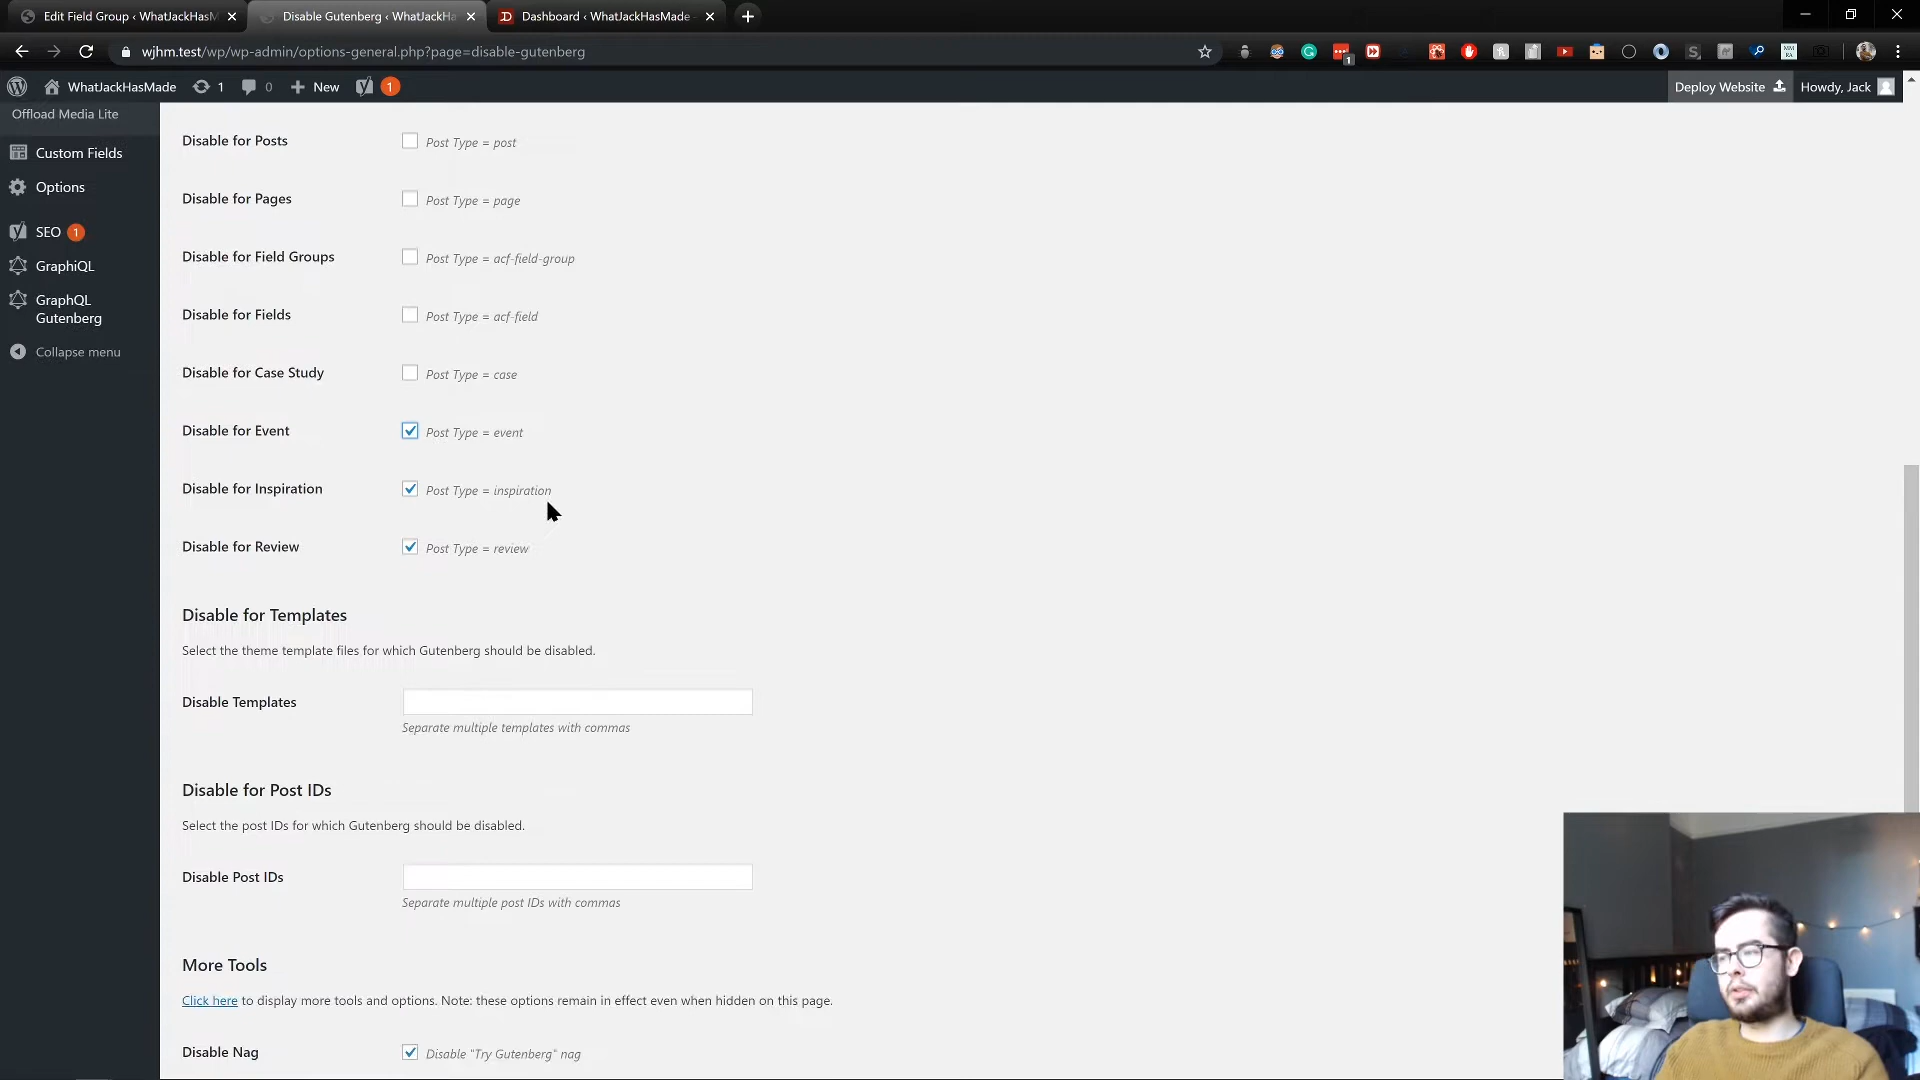 Edit Field Group ‹ WhatJackHasM
Disable Gutenberg ‹ WhatJackHa
Dashboard ‹ WhatJackHasMade
wjhm.test/wp/wp-admin/options-general.php?page=disable-gutenberg
WhatJackHasMade 1 0 New 1 Deploy Website Howdy, Jack
Offload Media Lite
Custom Fields
Options
SEO 1
GraphiQL
GraphQL
Gutenberg
Collapse menu
Disable for Posts Post Type = post
Disable for Pages Post Type = page
Disable for Field Groups Post Type = acf-field-group
Disable for Fields Post Type = acf-field
Disable for Case Study Post Type = case
Disable for Event Post Type = event
Disable for Inspiration Post Type = inspiration
Disable for Review Post Type = review
Disable for Templates
Select the theme template files for which Gutenberg should be disabled.
Disable Templates
Separate multiple templates with commas
Disable for Post IDs
Select the post IDs for which Gutenberg should be disabled.
Disable Post IDs
Separate multiple post IDs with commas
More Tools
Click here to display more tools and options. Note: these options remain in effect even when hidden on this page.
Disable Nag Disable "Try Gutenberg" nag